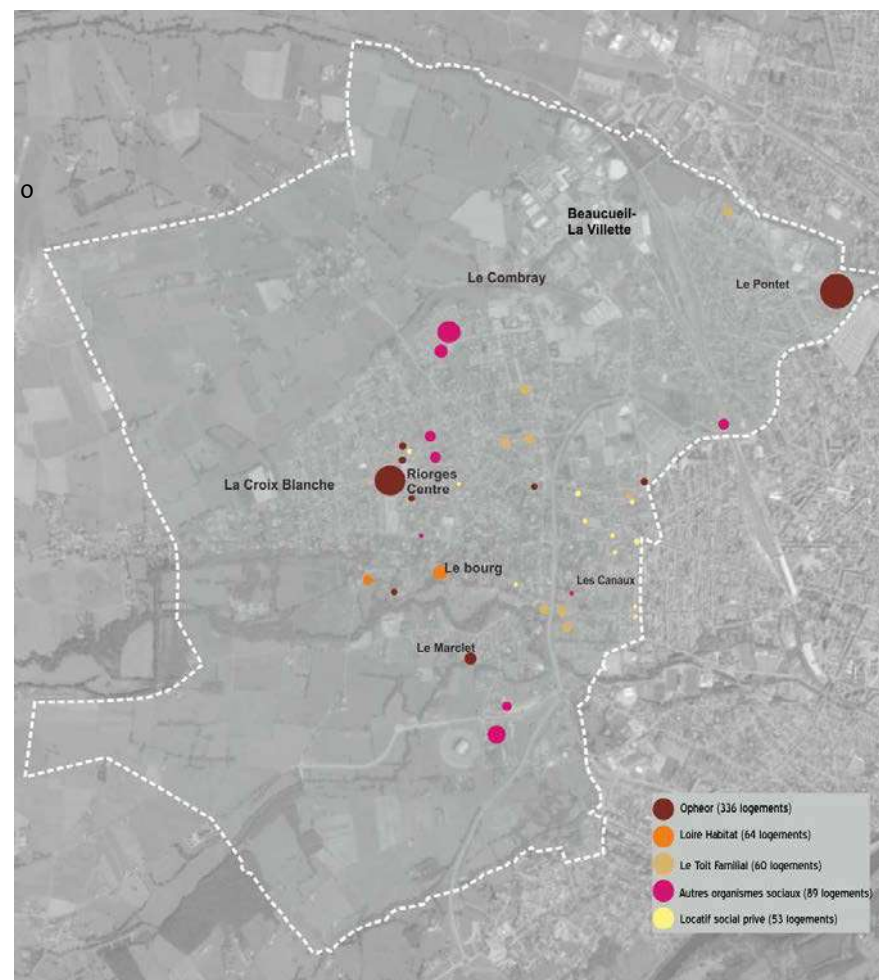 o
Beaucueil-
La Villette
Le Combray
Le Pontet
La Croix Blanche
Riorges
Centre
Le bourg
Les Canaux
Le Marclet
Ophéor (336 logements)
Loire Habitat (64 logements)
Le Toit Familial (60 logements)
Autres organismes sociaux (89 logements)
Locatif social privé (53 logements)